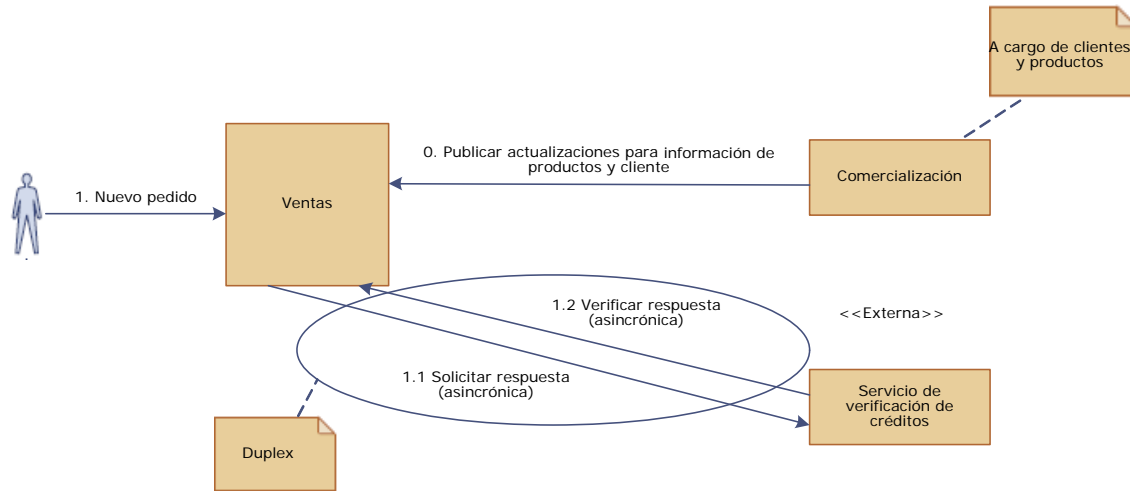 A cargo de clientes
y productos
0. Publicar actualizaciones para información de
productos y cliente
Comercialización
1. Nuevo pedido
Ventas
1.2 Verificar respuesta
(asincrónica)
<<Externa>>
1.1 Solicitar respuesta
(asincrónica)
Servicio de
verificación de
créditos
Duplex